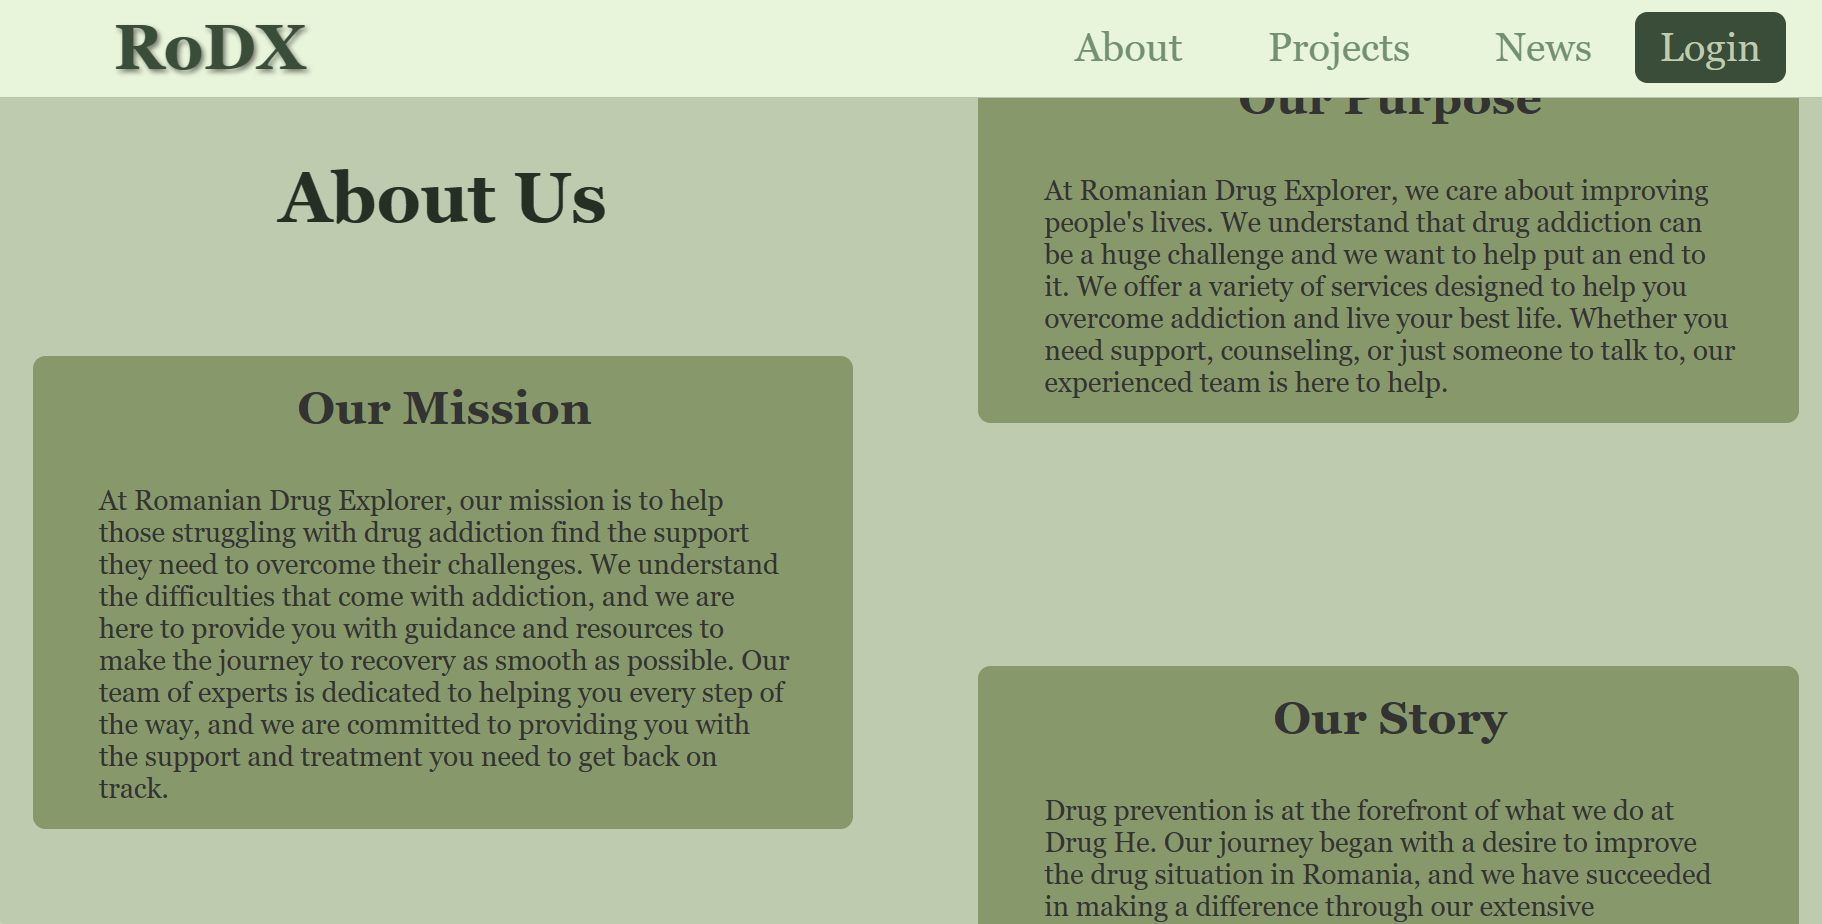 RoDX
About
Projects
News
Login
About Us
Our Mission
At Romanian Drug Explorer, our mission is to help
those struggling with drug addiction find the support
they need to overcome their challenges. We understand
the difficulties that come with addiction, and we are
here to provide you with guidance and resources to
make the journey to recovery as smooth as possible. Our
team of experts is dedicated to helping you every step of
the way, and we are committed to providing you with
the support and treatment you need to get back on
track.
Our Purpose
At Romanian Drug Explorer, we care about improving
people's lives. We understand that drug addiction can
be a huge challenge and we want to help put an end to
it. We offer a variety of services designed to help you
overcome addiction and live your best life. Whether you
need support, counseling, or just someone to talk to, our
experienced team is here to help.
Our Story
Drug prevention is at the forefront of what we do at
Drug He. Our journey began with a desire to improve
the drug situation in Romania, and we have succeeded
in making a difference through our extensive